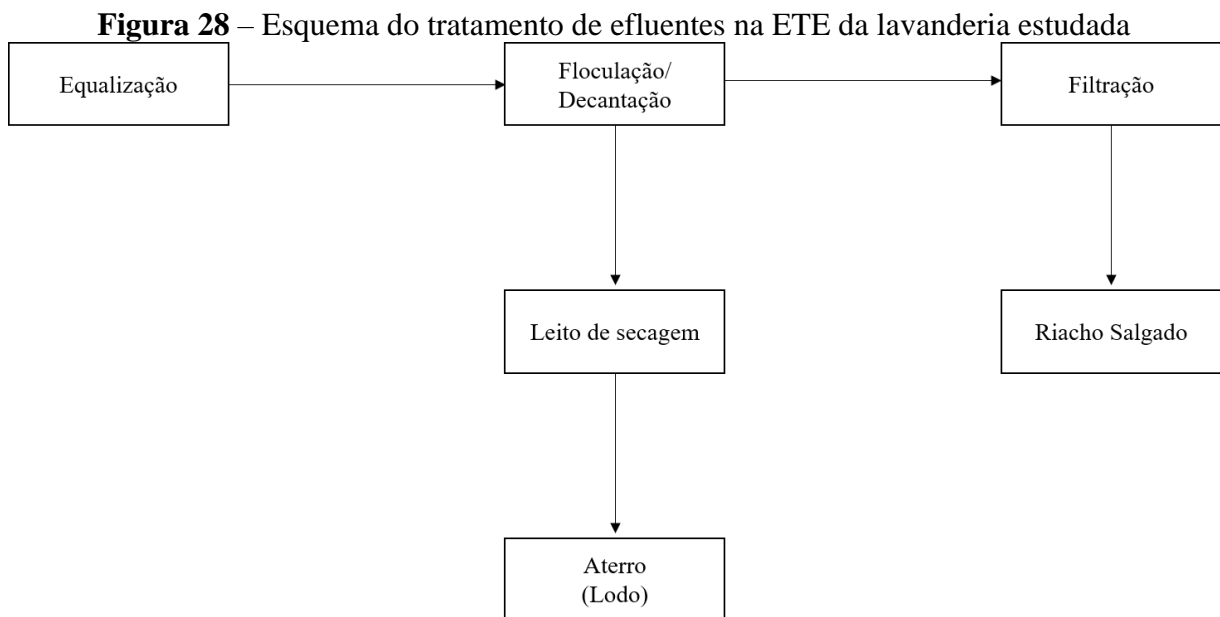 Figura 28 – Esquema do tratamento de efluentes na ETE da lavanderia estudada
Equalização
Floculação/
Decantação
Filtração
Leito de secagem
Riacho Salgado
Aterro
(Lodo)